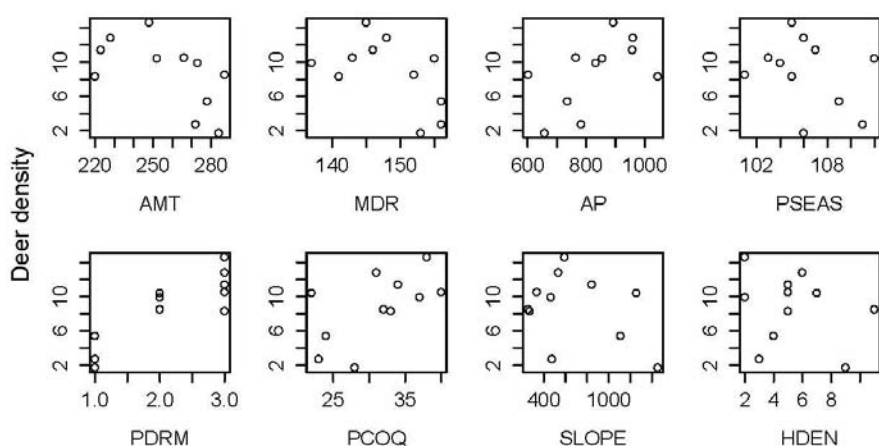 Deer density
2 6 10
220 250 280
AMT
140 150
MDR
2 6 10
600 800 1000
AP
2 6 10
102 108
PSEAS
2 6 10
1.0 2.0 3.0
PDRM
2 6 10
25 35
PCOQ
2 6 10
400 1000
SLOPE
2 6 10
2 4 6 8
HDEN
2 6 10